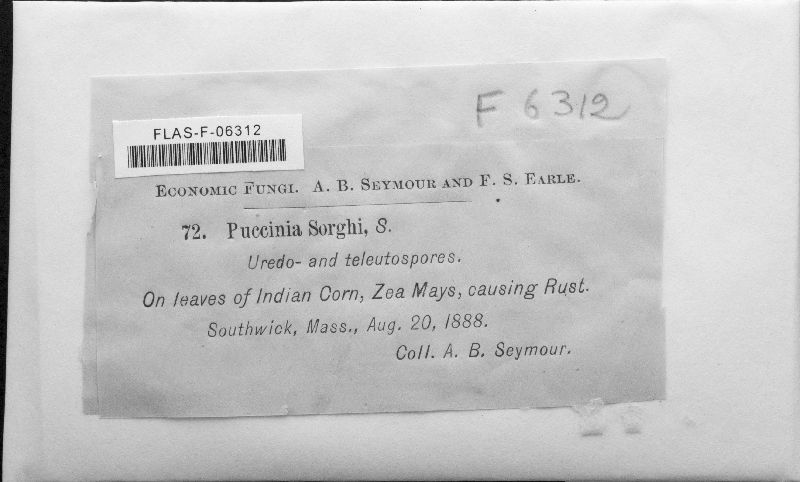 F 6312
FLAS-F-06312
Economic Fungi. A. B. Seymour and F. S. Earle.
72. Puccinia Sorghi, S.
Uredo- and teleutospores.
On leaves of Indian Corn, Zea Mays, causing Rust.
Southwick, Mass., Aug. 20, 1888.
Coll. A. B. Seymour.